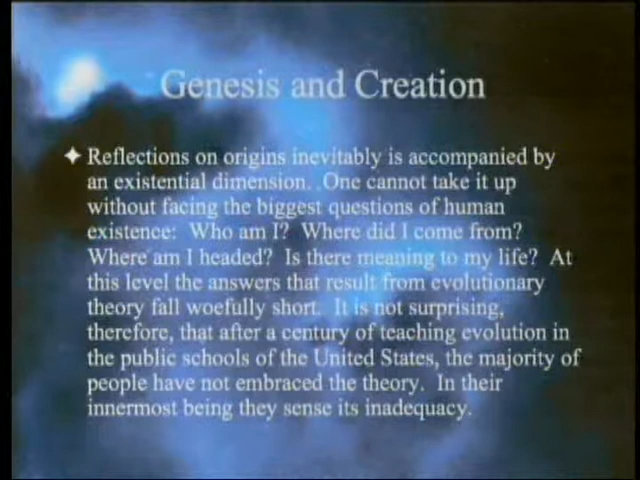 Genesis and Creation
Reflections on origins inevitably is accompanied by
an existential dimension. One cannot take it up
without facing the biggest questions of human
existence: Who am I? Where did I come from?
Where am I headed? Is there meaning to my life? At
this level the answers that result from evolutionary
theory fall woefully short. It is not surprising,
therefore, that after a century of teaching evolution in
the public schools of the United States, the majority of
people have not embraced the theory. In their
innermost being they sense its inadequacy.